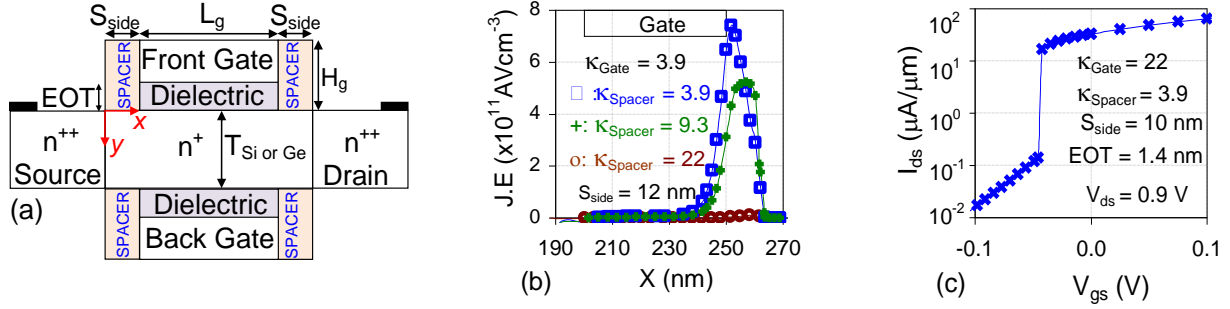 S_side L_g S_side
SPACER
Front Gate
SPACER
H_g
EOT
Dielectric
x
y
n++
n+
T_Si or Ge
n++
Source
Drain
(a)
SPACER
Dielectric
SPACER
Back Gate
J.E (x10^11 AVcm^-3)
8
6
4
2
0
Gate
κ_Gate = 3.9
□ :κ_Spacer = 3.9
+: κ_Spacer = 9.3
o: κ_Spacer = 22
S_side = 12 nm
190 210 230 250 270
(b)
X (nm)
I_ds (μA/μm)
10^2
10^1
10^0
10^-1
10^-2
κ_Gate = 22
κ_Spacer = 3.9
S_side = 10 nm
EOT = 1.4 nm
V_ds = 0.9 V
-0.1 0.0 0.1
(c)
V_gs (V)